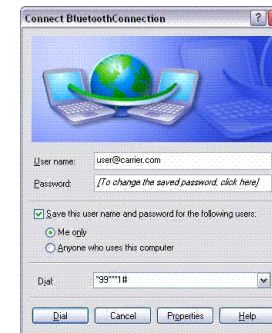 Connect BluetoothConnection
User name: user@carrier.com
Password: [To change the saved password, click here]
Save this user name and password for the following users:
Me only
Anyone who uses this computer
Dial: *99***1#
Dial Cancel Properties Help